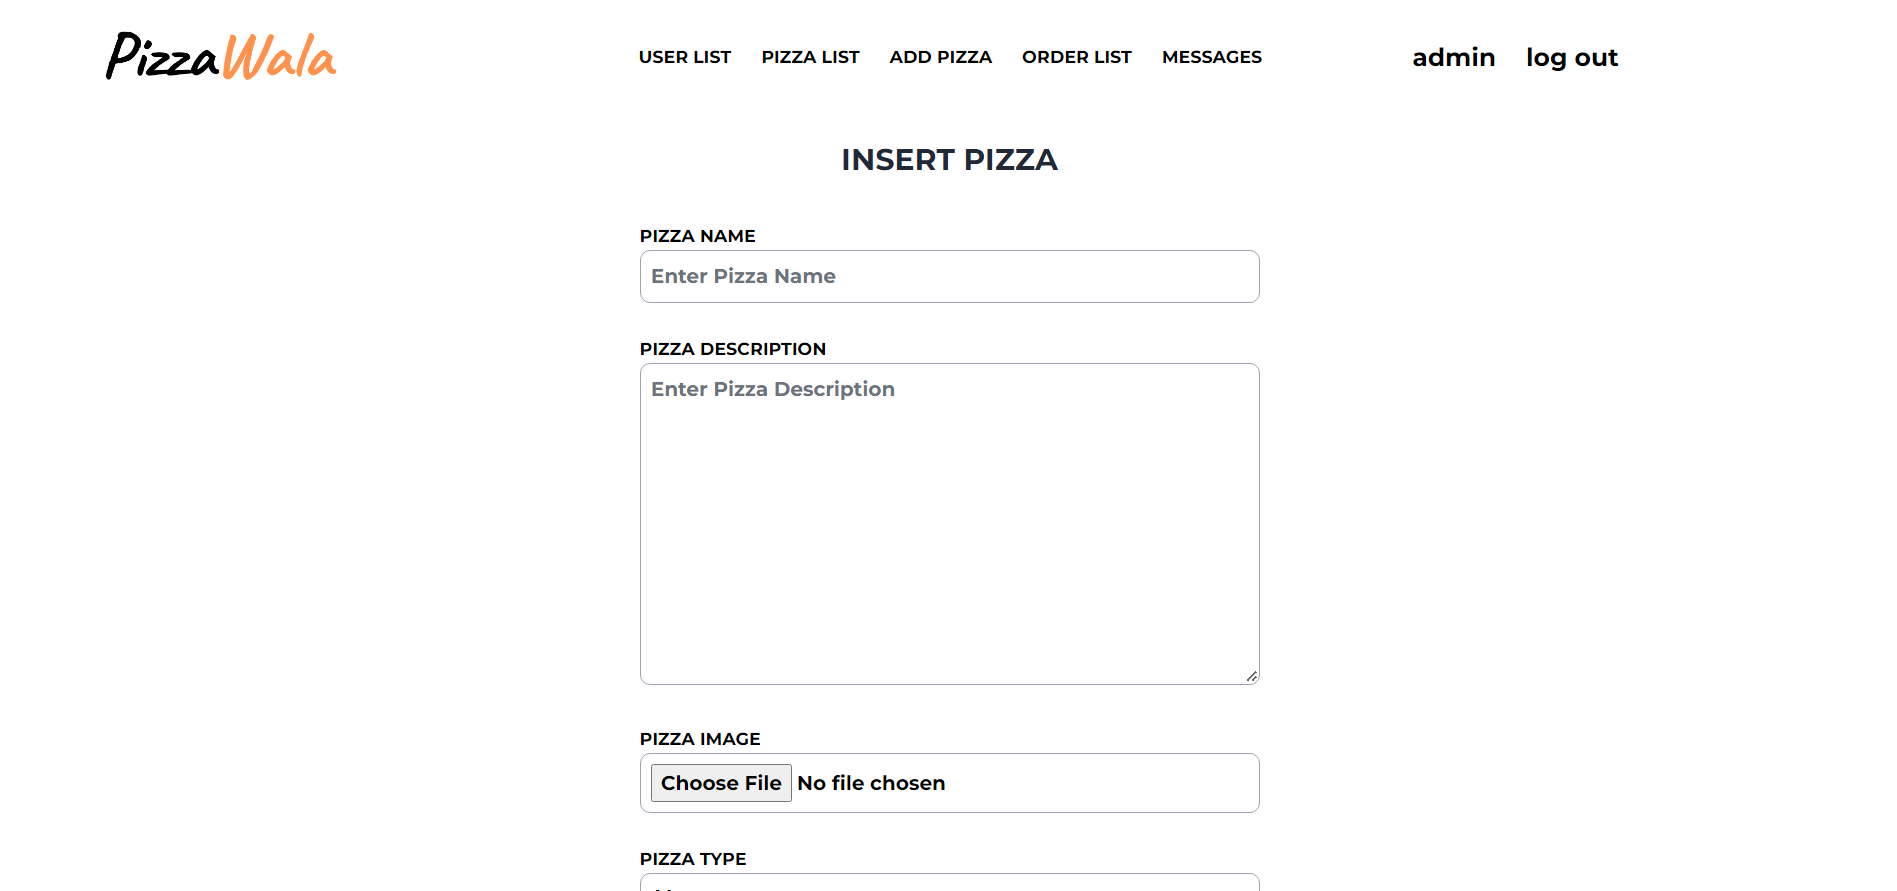 PizzaWala
USER LIST PIZZA LIST ADD PIZZA ORDER LIST MESSAGES admin log out
INSERT PIZZA
PIZZA NAME
Enter Pizza Name
PIZZA DESCRIPTION
Enter Pizza Description
PIZZA IMAGE
Choose File No file chosen
PIZZA TYPE